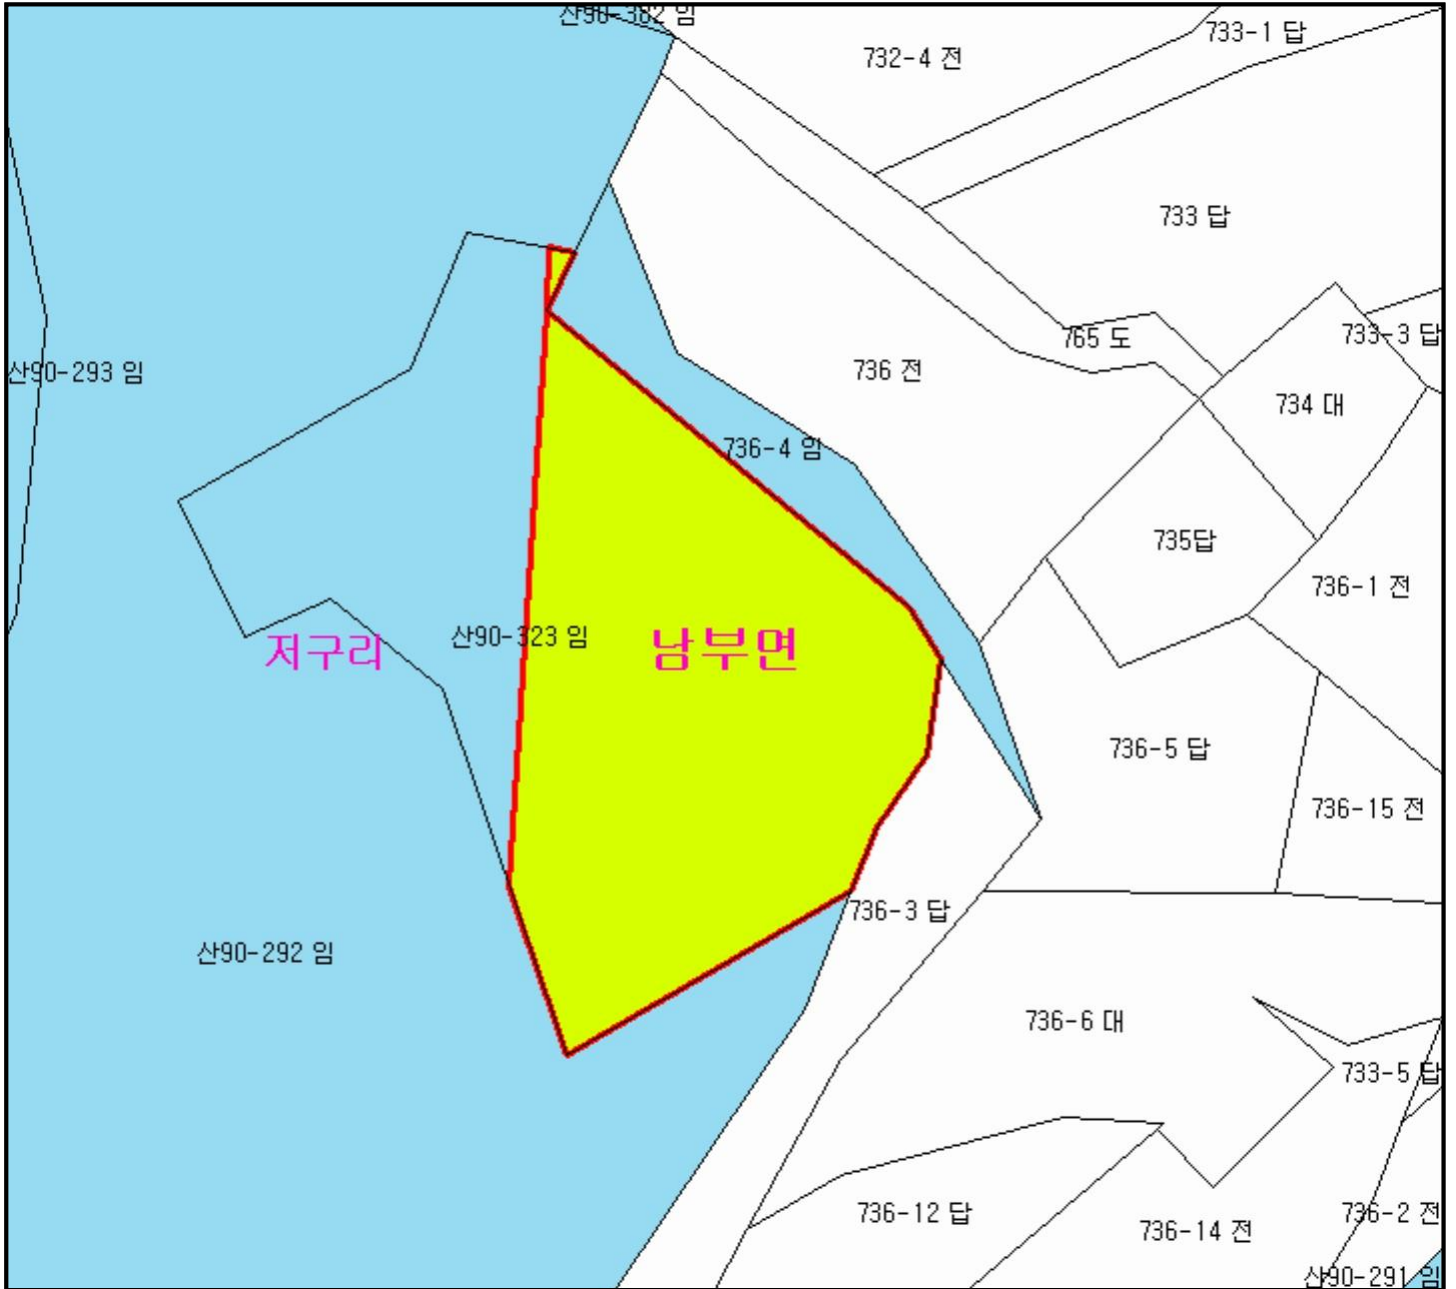 산90-382 임
733-1 답
732-4 전
733 답
765 도
733-3 답
산90-293 임
736 전
734 대
736-4 임
735답
736-1 전
저구리
산90-323 임
남부면
736-5 답
736-15 전
736-3 답
산90-292 임
736-6 대
733-5 답
736-12 답
736-14 전
736-2 전
산90-291 임